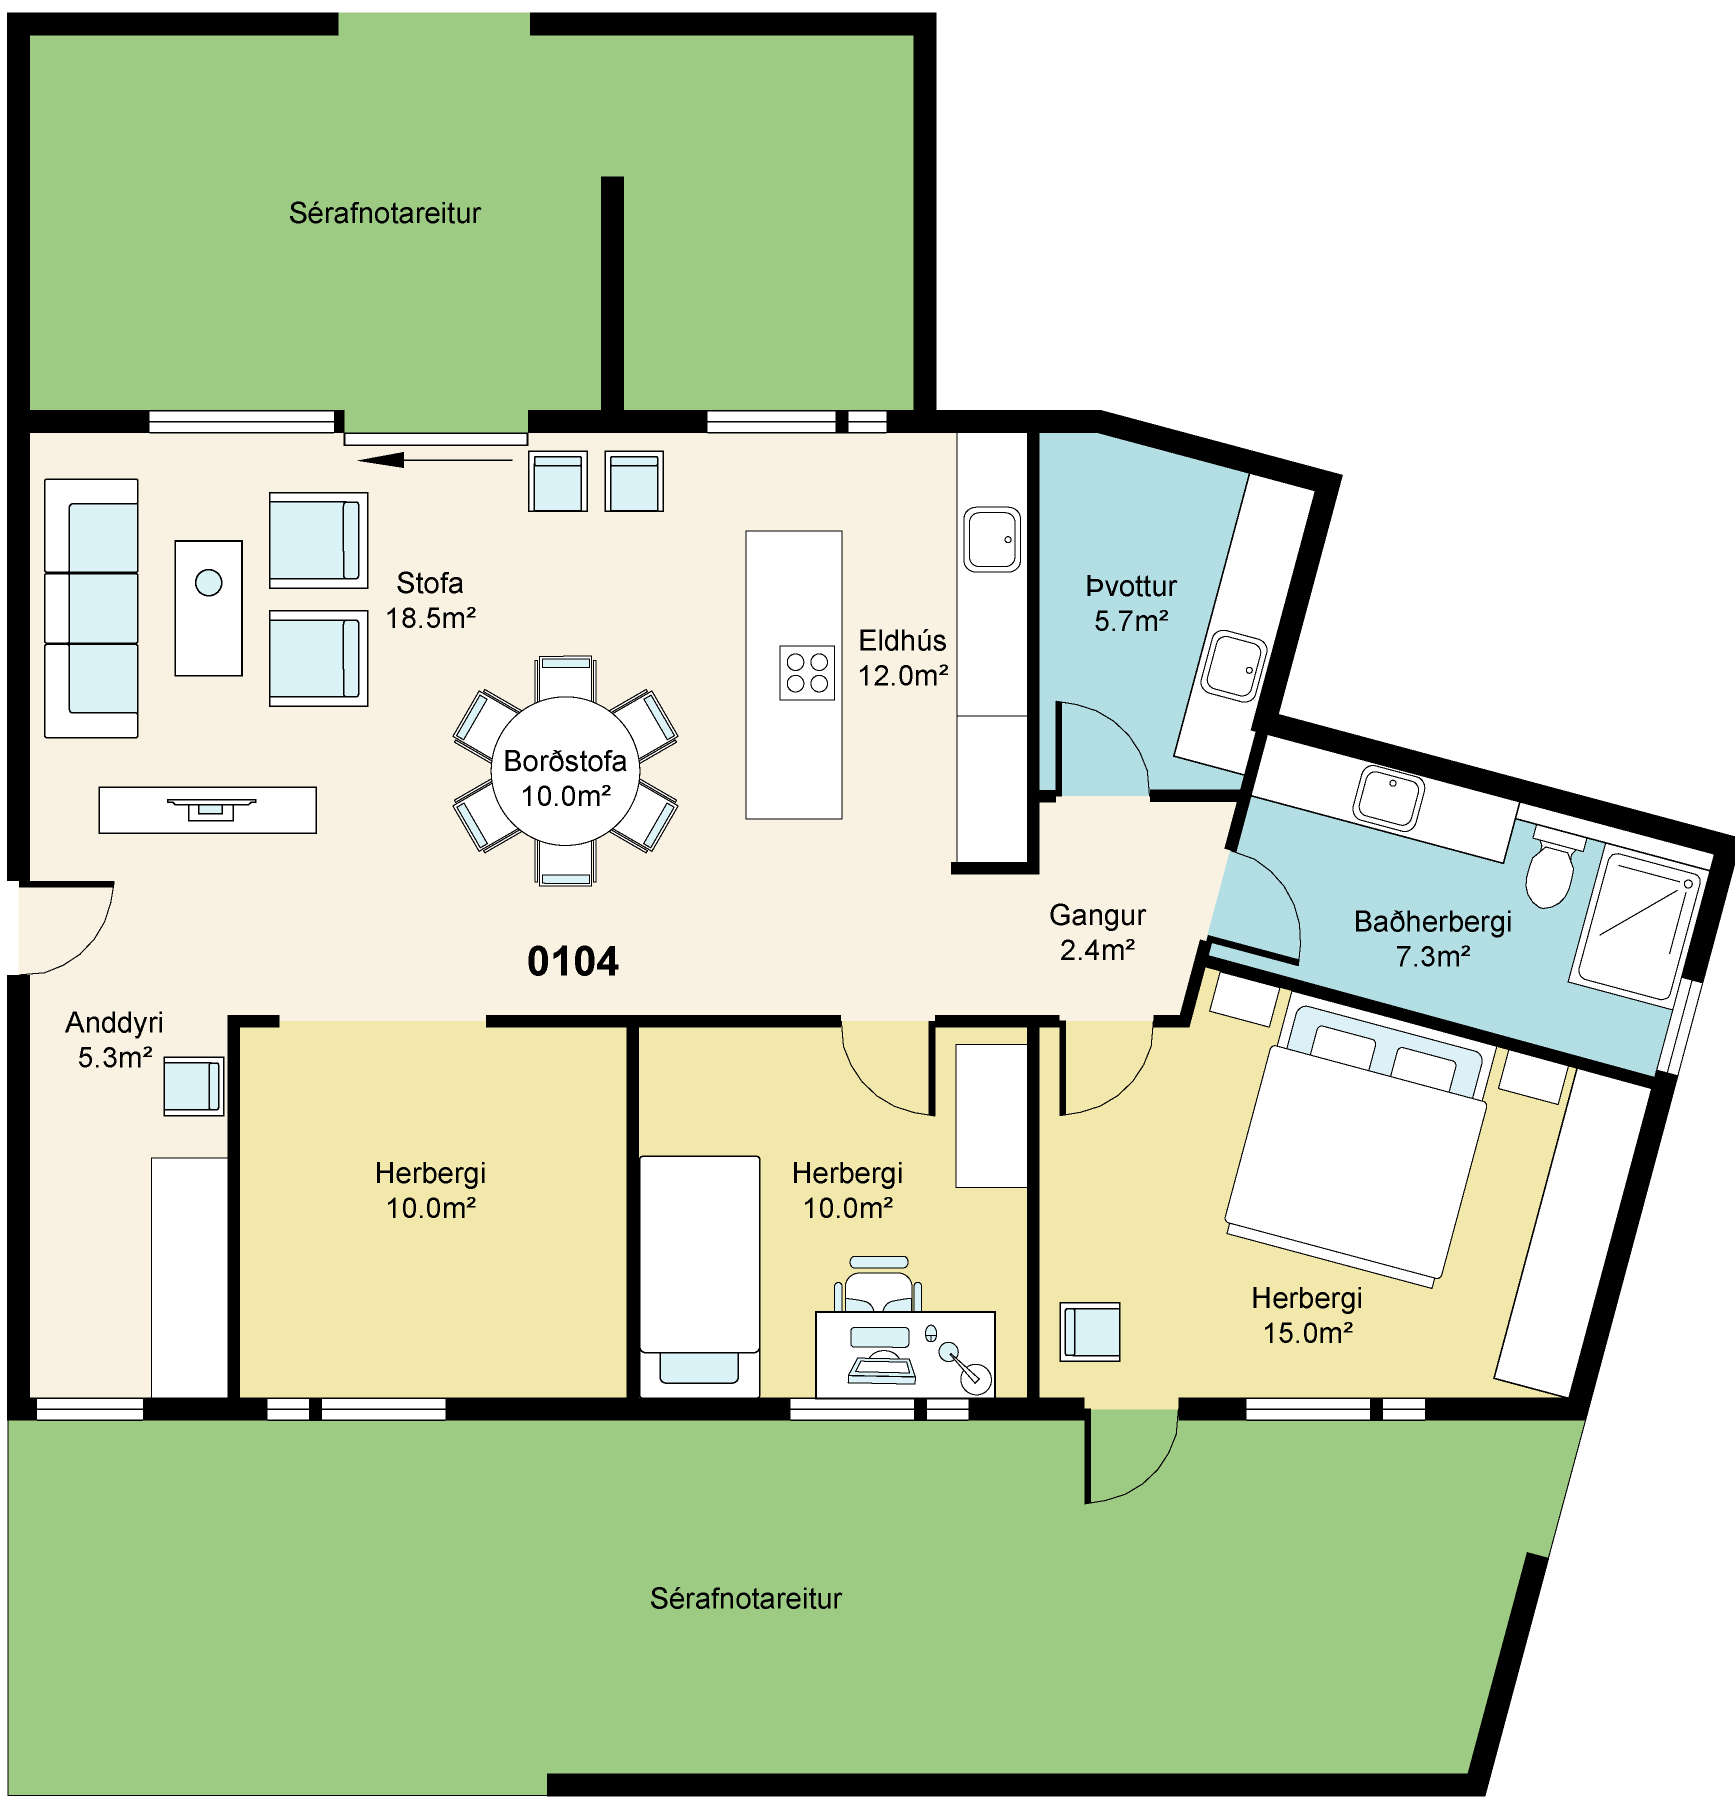 Sérafnotareitur
Stofa
18.5m²
Þvottur
5.7m²
Eldhús
12.0m²
Borðstofa
10.0m²
Gangur
2.4m²
Baðherbergi
7.3m²
0104
Anddyri
5.3m²
Herbergi
10.0m²
Herbergi
10.0m²
Herbergi
15.0m²
Sérafnotareitur